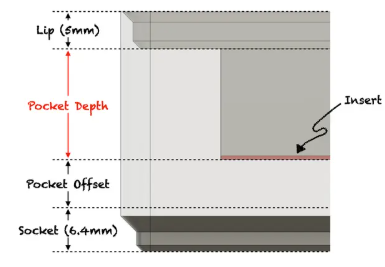 Lip (5mm)
Pocket Depth
Insert
Pocket Offset
Socket (6.4mm)